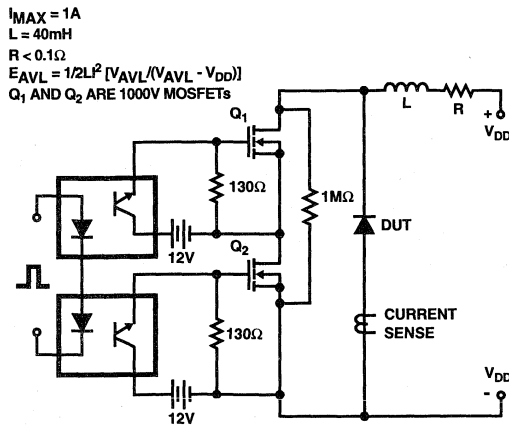 IMAX = 1A
L = 40mH
R < 0.1Ω
EAVL = 1/2LI² [VAVL/(VAVL - VDD)]
Q1 AND Q2 ARE 1000V MOSFETs
Q1
L
R
+
VDD
130Ω
1MΩ
DUT
12V
Q2
CURRENT
SENSE
130Ω
VDD
-
12V